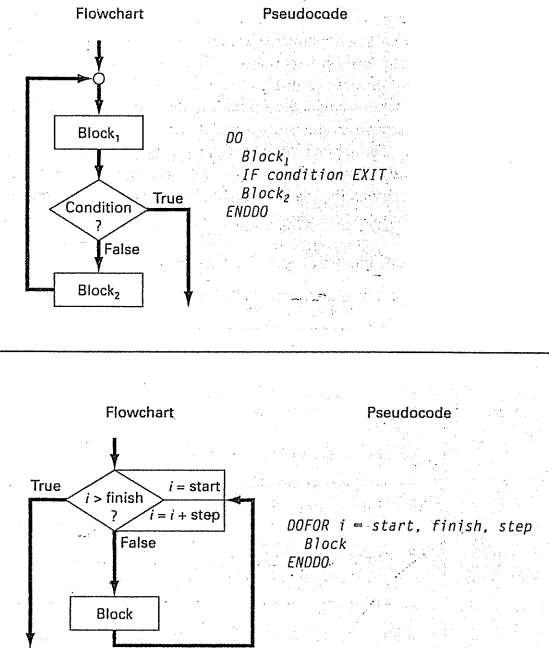 Flowchart
Pseudocode
Block₁
Condition
?
True
False
Block₂
DO
Block₁
IF condition EXIT
Block₂
ENDDO
Flowchart
Pseudocode
True
i > finish
?
i = start
i = i + step
False
Block
DOFOR i = start, finish, step
Block
ENDDO